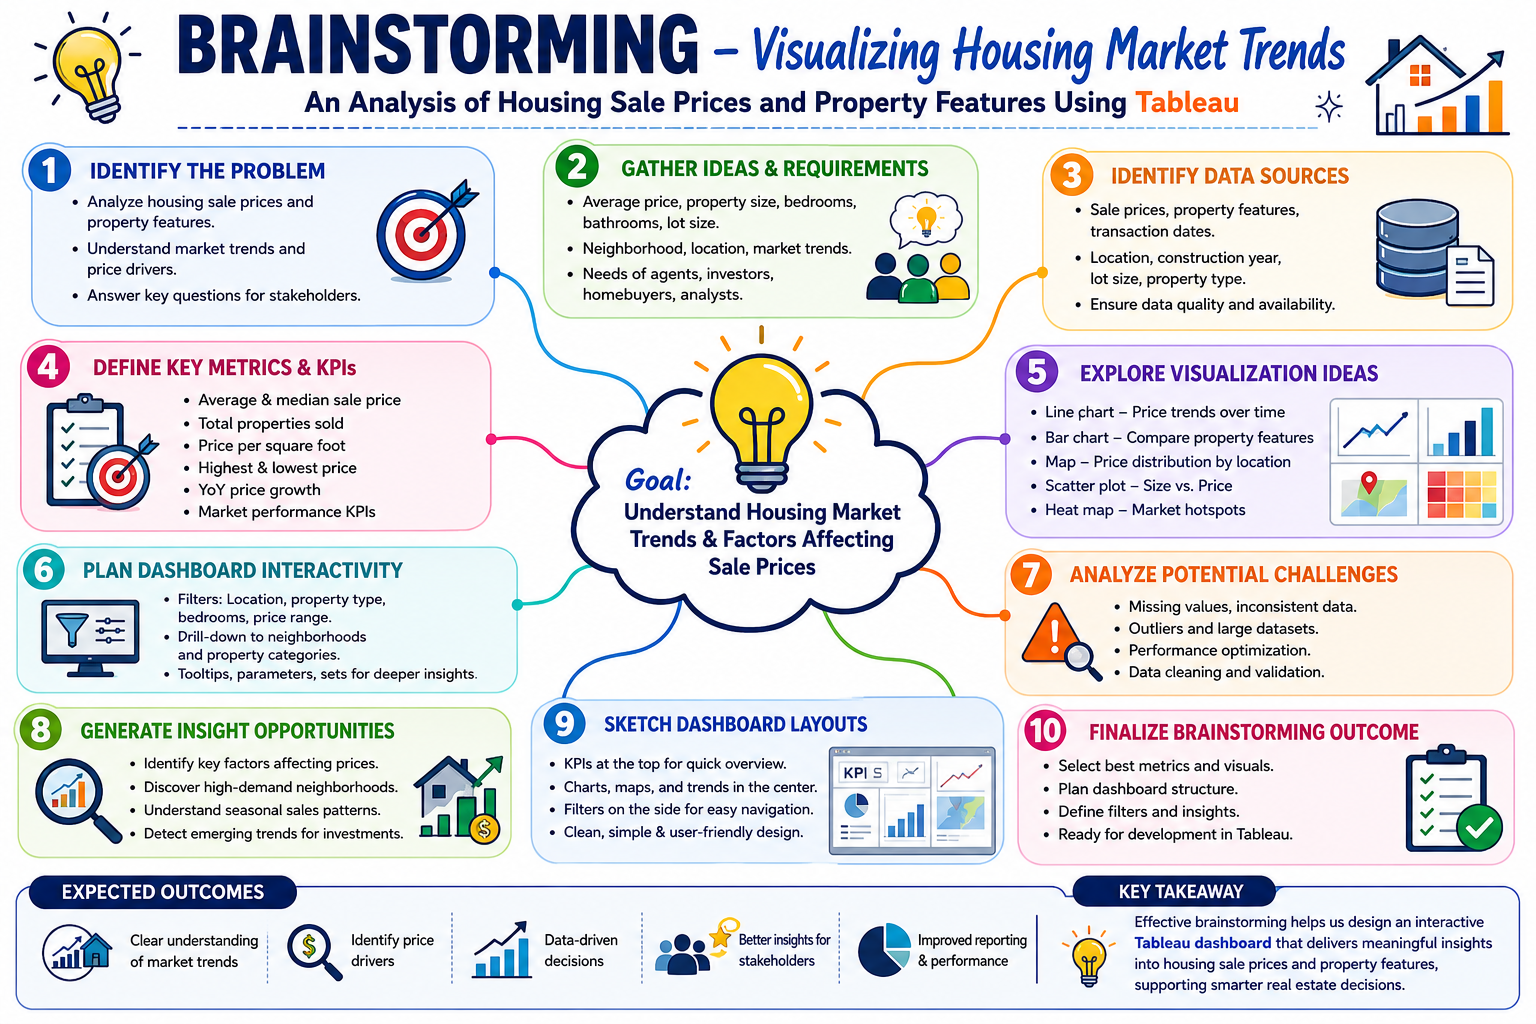 BRAINSTORMING – Visualizing Housing Market Trends
An Analysis of Housing Sale Prices and Property Features Using Tableau
1 IDENTIFY THE PROBLEM
• Analyze housing sale prices and
property features.
• Understand market trends and
price drivers.
• Answer key questions for stakeholders.
2 GATHER IDEAS & REQUIREMENTS
• Average price, property size, bedrooms,
bathrooms, lot size.
• Neighborhood, location, market trends.
• Needs of agents, investors,
homebuyers, analysts.
3 IDENTIFY DATA SOURCES
• Sale prices, property features,
transaction dates.
• Location, construction year,
lot size, property type.
• Ensure data quality and availability.
4 DEFINE KEY METRICS & KPIs
• Average & median sale price
• Total properties sold
• Price per square foot
• Highest & lowest price
• YoY price growth
• Market performance KPIs
Goal:
Understand Housing Market
Trends & Factors Affecting
Sale Prices
5 EXPLORE VISUALIZATION IDEAS
• Line chart – Price trends over time
• Bar chart – Compare property features
• Map – Price distribution by location
• Scatter plot – Size vs. Price
• Heat map – Market hotspots
6 PLAN DASHBOARD INTERACTIVITY
• Filters: Location, property type,
bedrooms, price range.
• Drill-down to neighborhoods
and property categories.
• Tooltips, parameters, sets for deeper insights.
7 ANALYZE POTENTIAL CHALLENGES
• Missing values, inconsistent data.
• Outliers and large datasets.
• Performance optimization.
• Data cleaning and validation.
8 GENERATE INSIGHT OPPORTUNITIES
• Identify key factors affecting prices.
• Discover high-demand neighborhoods.
• Understand seasonal sales patterns.
• Detect emerging trends for investments.
$
9 SKETCH DASHBOARD LAYOUTS
• KPIs at the top for quick overview.
• Charts, maps, and trends in the center.
• Filters on the side for easy navigation.
• Clean, simple & user-friendly design.
KPI S
10 FINALIZE BRAINSTORMING OUTCOME
• Select best metrics and visuals.
• Plan dashboard structure.
• Define filters and insights.
• Ready for development in Tableau.
EXPECTED OUTCOMES
Clear understanding
of market trends
$
Identify price
drivers
Data-driven
decisions
Better insights for
stakeholders
Improved reporting
& performance
KEY TAKEAWAY
Effective brainstorming helps us design an interactive
Tableau dashboard that delivers meaningful insights
into housing sale prices and property features,
supporting smarter real estate decisions.